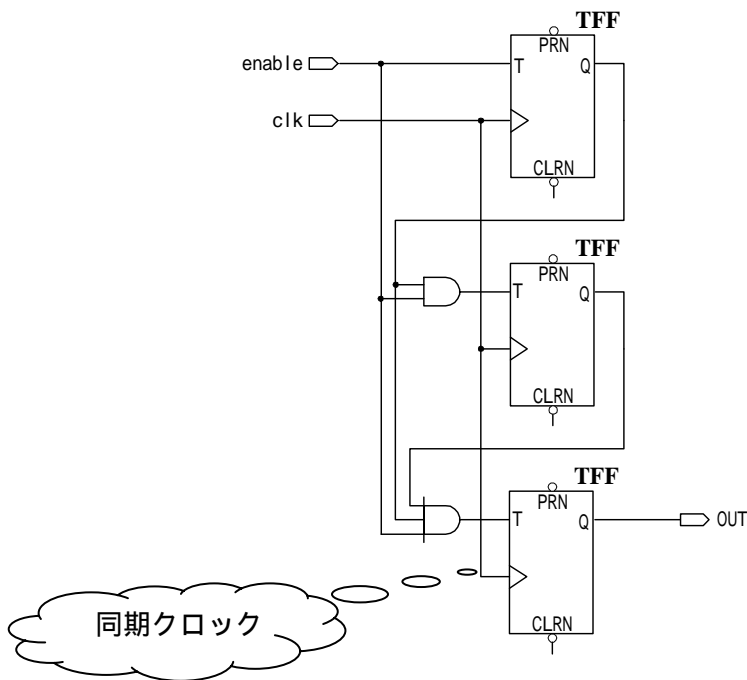 TFF
PRN
enable
T
Q
clk
CLRN
TFF
PRN
T
Q
CLRN
TFF
PRN
T
Q
OUT
CLRN
同期クロック